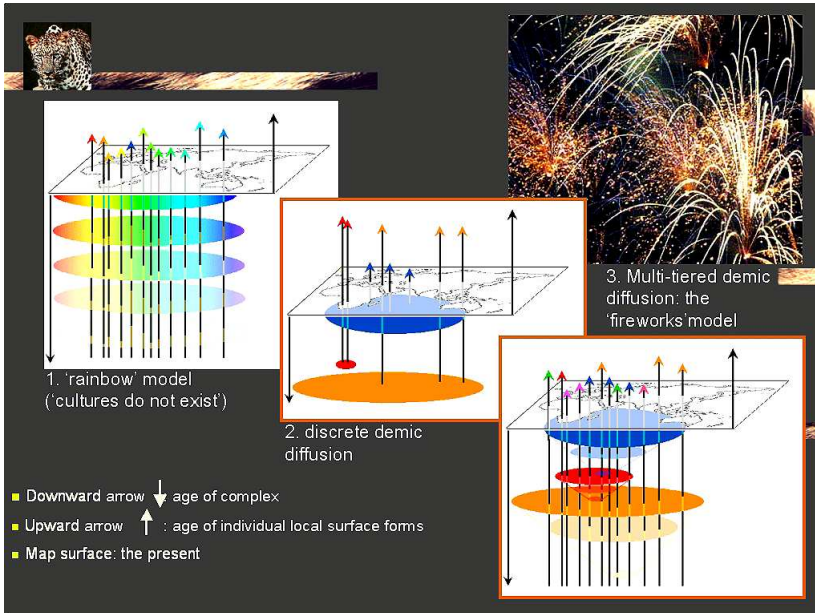 3. Multi-tiered demic
diffusion: the
'fireworks'model
1. 'rainbow' model
('cultures do not exist')
2. discrete demic
diffusion
Downward arrow : age of complex
Upward arrow : age of individual local surface forms
Map surface: the present